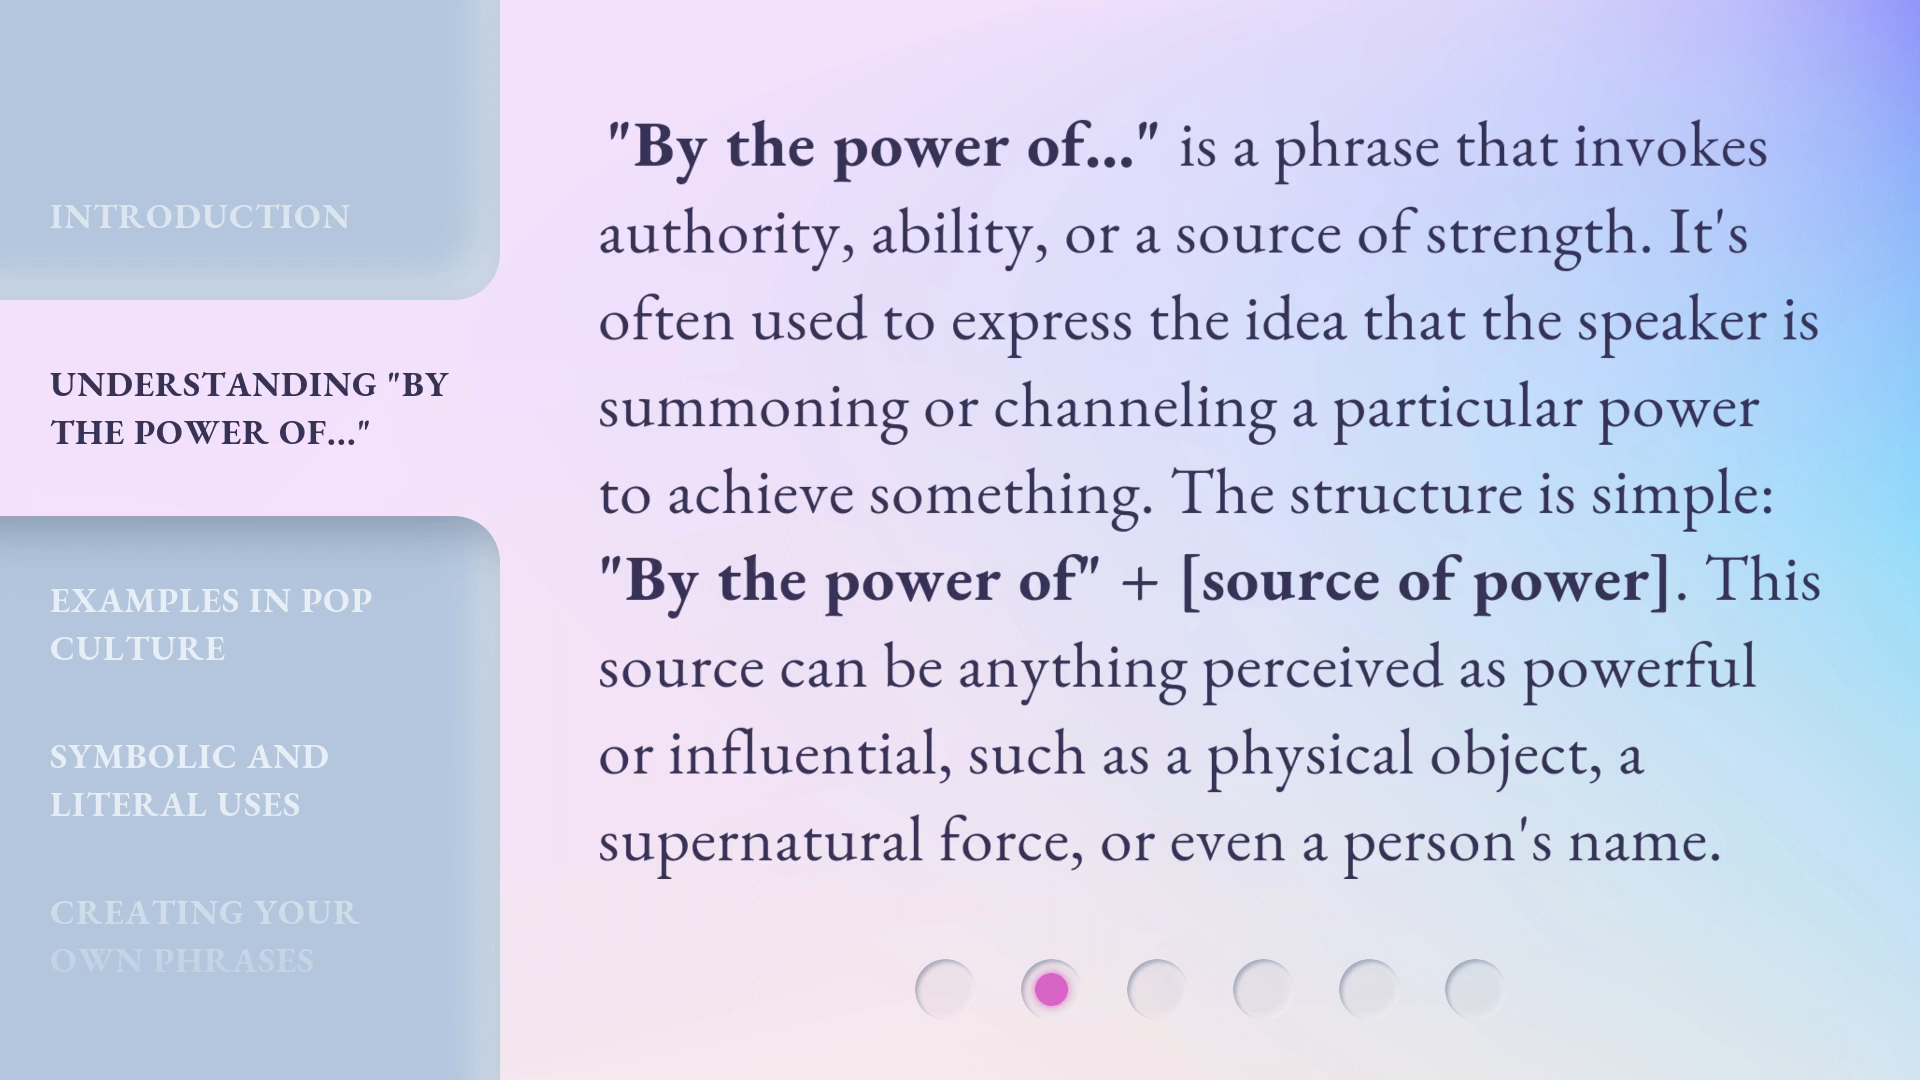 INTRODUCTION
UNDERSTANDING "BY
THE POWER OF..."
EXAMPLES IN POP
CULTURE
SYMBOLIC AND
LITERAL USES
CREATING YOUR
OWN PHRASES
"By the power of..." is a phrase that invokes
authority, ability, or a source of strength. It's
often used to express the idea that the speaker is
summoning or channeling a particular power
to achieve something. The structure is simple:
"By the power of" + [source of power]. This
source can be anything perceived as powerful
or influential, such as a physical object, a
supernatural force, or even a person's name.